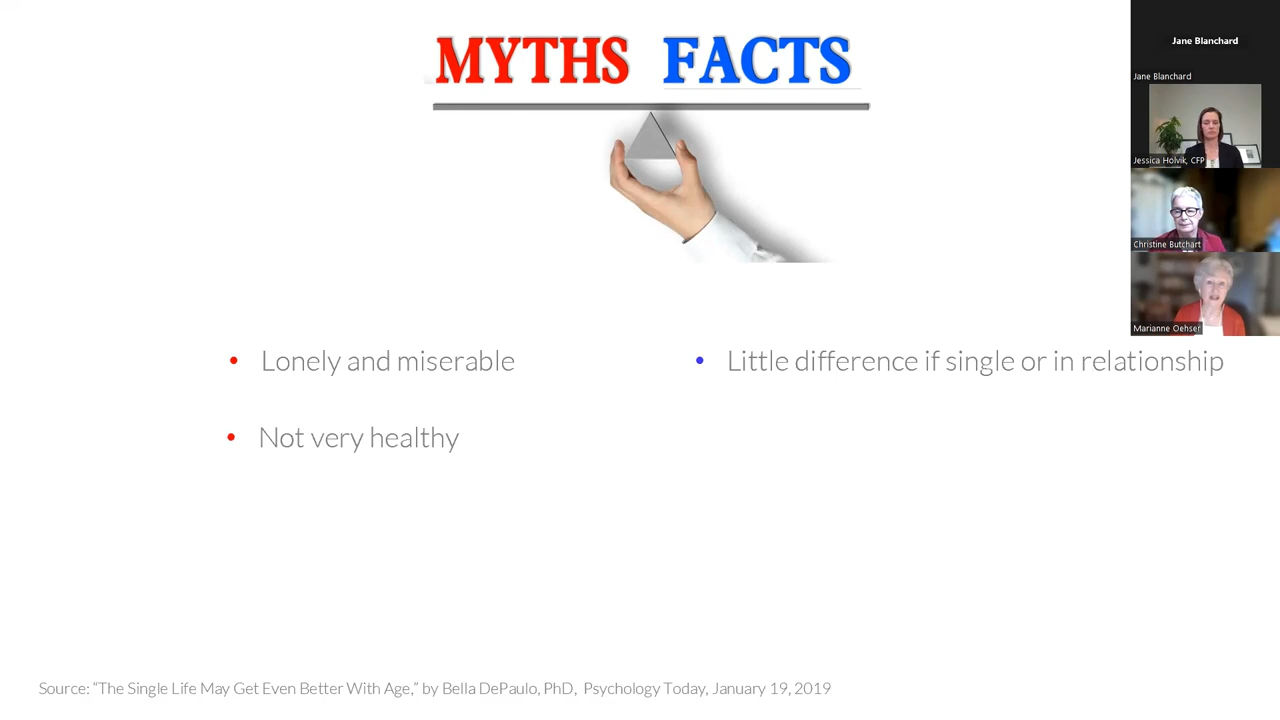 MYTHS FACTS
Lonely and miserable
Little difference if single or in relationship
Not very healthy
Source: “The Single Life May Get Even Better With Age,” by Bella DePaulo, PhD, Psychology Today, January 19, 2019
Jane Blanchard
Jane Blanchard
Jessica Holvik, CFP
Christine Butchart
Marianne Oehser